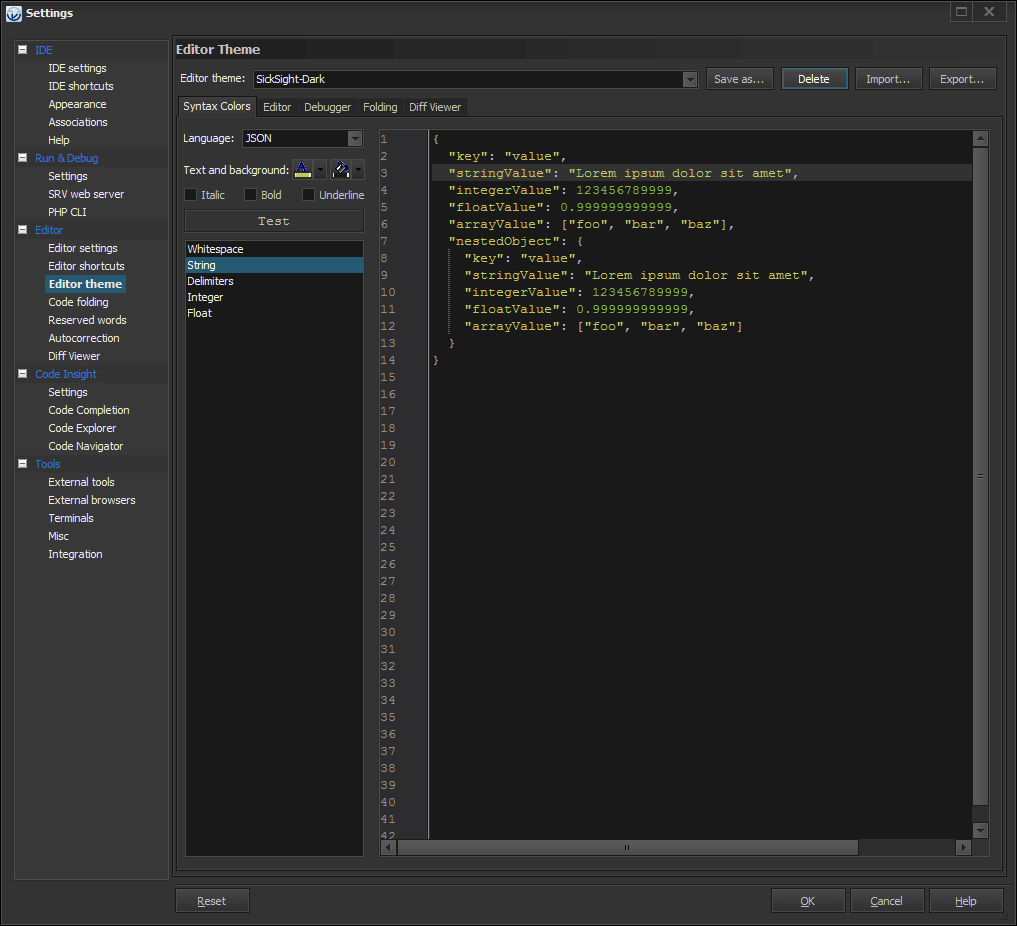 Settings
IDE
IDE settings
IDE shortcuts
Appearance
Associations
Help
Run & Debug
Settings
SRV web server
PHP CLI
Editor
Editor settings
Editor shortcuts
Editor theme
Code folding
Reserved words
Autocorrection
Diff Viewer
Code Insight
Settings
Code Completion
Code Explorer
Code Navigator
Tools
External tools
External browsers
Terminals
Misc
Integration
Editor Theme
Editor theme: SickSight-Dark Save as... Delete Import... Export...
Syntax Colors Editor Debugger Folding Diff Viewer
Language: JSON
Text and background:
Italic Bold Underline
Test
Whitespace
String
Delimiters
Integer
Float
1 {
2 "key": "value",
3 "stringValue": "Lorem ipsum dolor sit amet",
4 "integerValue": 123456789999,
5 "floatValue": 0.999999999999,
6 "arrayValue": ["foo", "bar", "baz"],
7 "nestedObject": {
8 "key": "value",
9 "stringValue": "Lorem ipsum dolor sit amet",
10 "integerValue": 123456789999,
11 "floatValue": 0.999999999999,
12 "arrayValue": ["foo", "bar", "baz"]
13 }
14 }
15
16
17
18
19
20
21
22
23
24
25
26
27
28
29
30
31
32
33
34
35
36
37
38
39
40
41
42
Reset OK Cancel Help